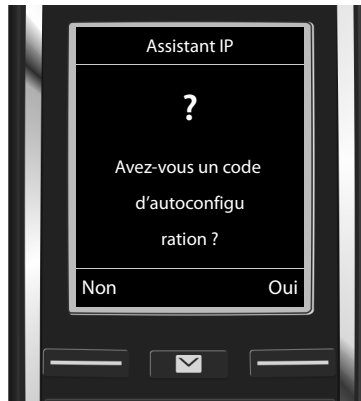 Assistant IP
?
Avez-vous un code
d'autoconfigu
ration ?
Non Oui